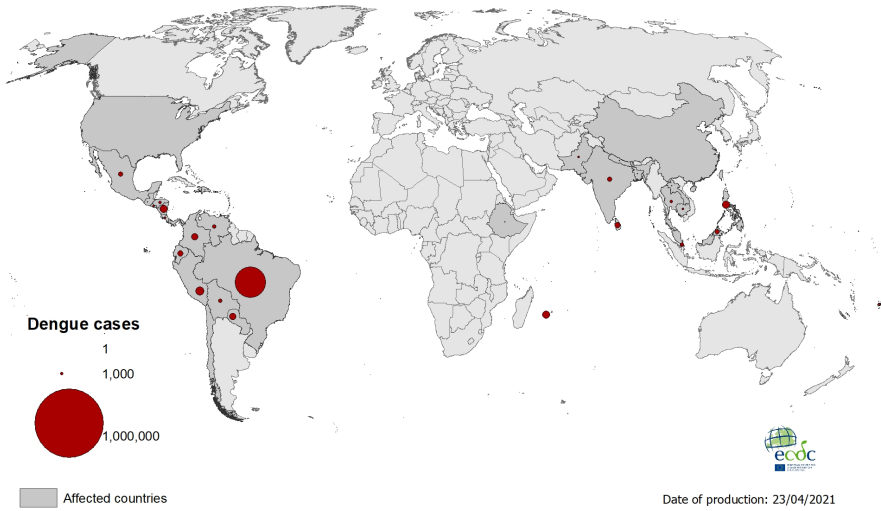 Dengue cases
1
1,000
1,000,000
Affected countries
ecdc
Date of production: 23/04/2021